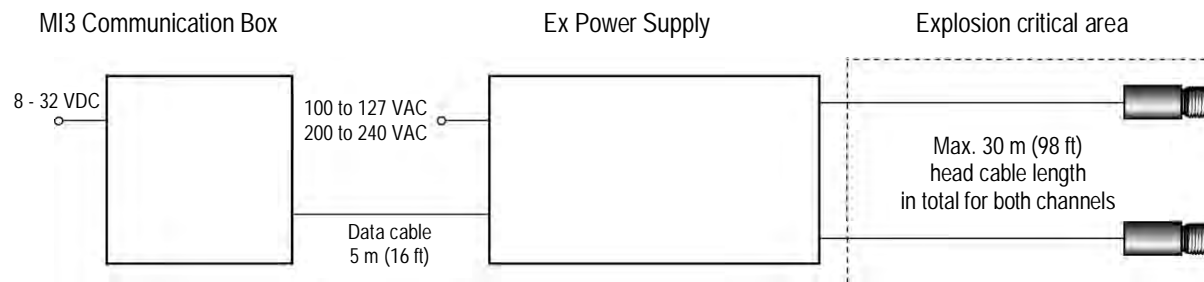 MI3 Communication Box
Ex Power Supply
Explosion critical area
8 - 32 VDC
100 to 127 VAC
200 to 240 VAC
Max. 30 m (98 ft)
head cable length
in total for both channels
Data cable
5 m (16 ft)